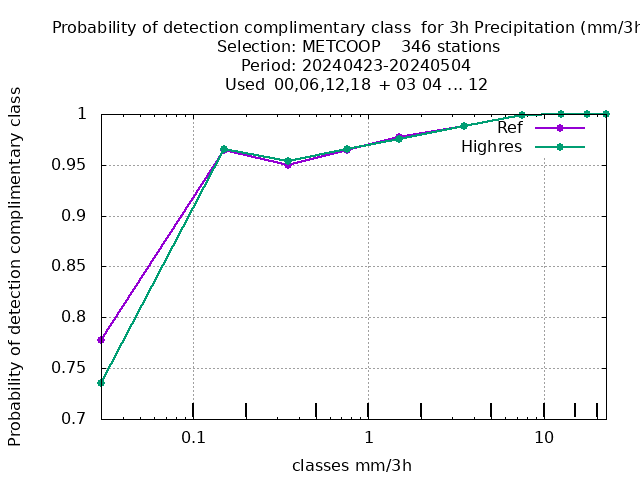 Probability of detection complimentary class for 3h Precipitation (mm/3h
Selection: METCOOP 346 stations
Period: 20240423-20240504
Used 00,06,12,18 + 03 04 ... 12
Probability of detection complimentary class
1
0.95
0.9
0.85
0.8
0.75
0.7
Ref
Highres
0.1
1
10
classes mm/3h